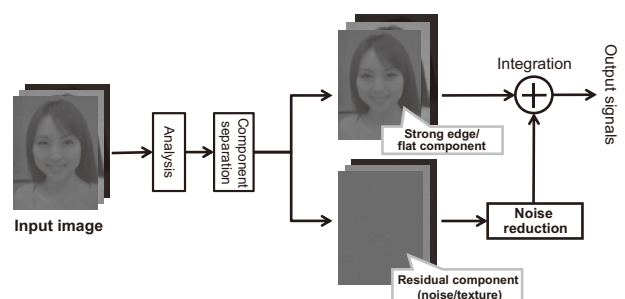 Input image
Analysis
Component
separation
Strong edge/
flat component
Residual component
(noise/texture)
Noise
reduction
Integration
Output signals